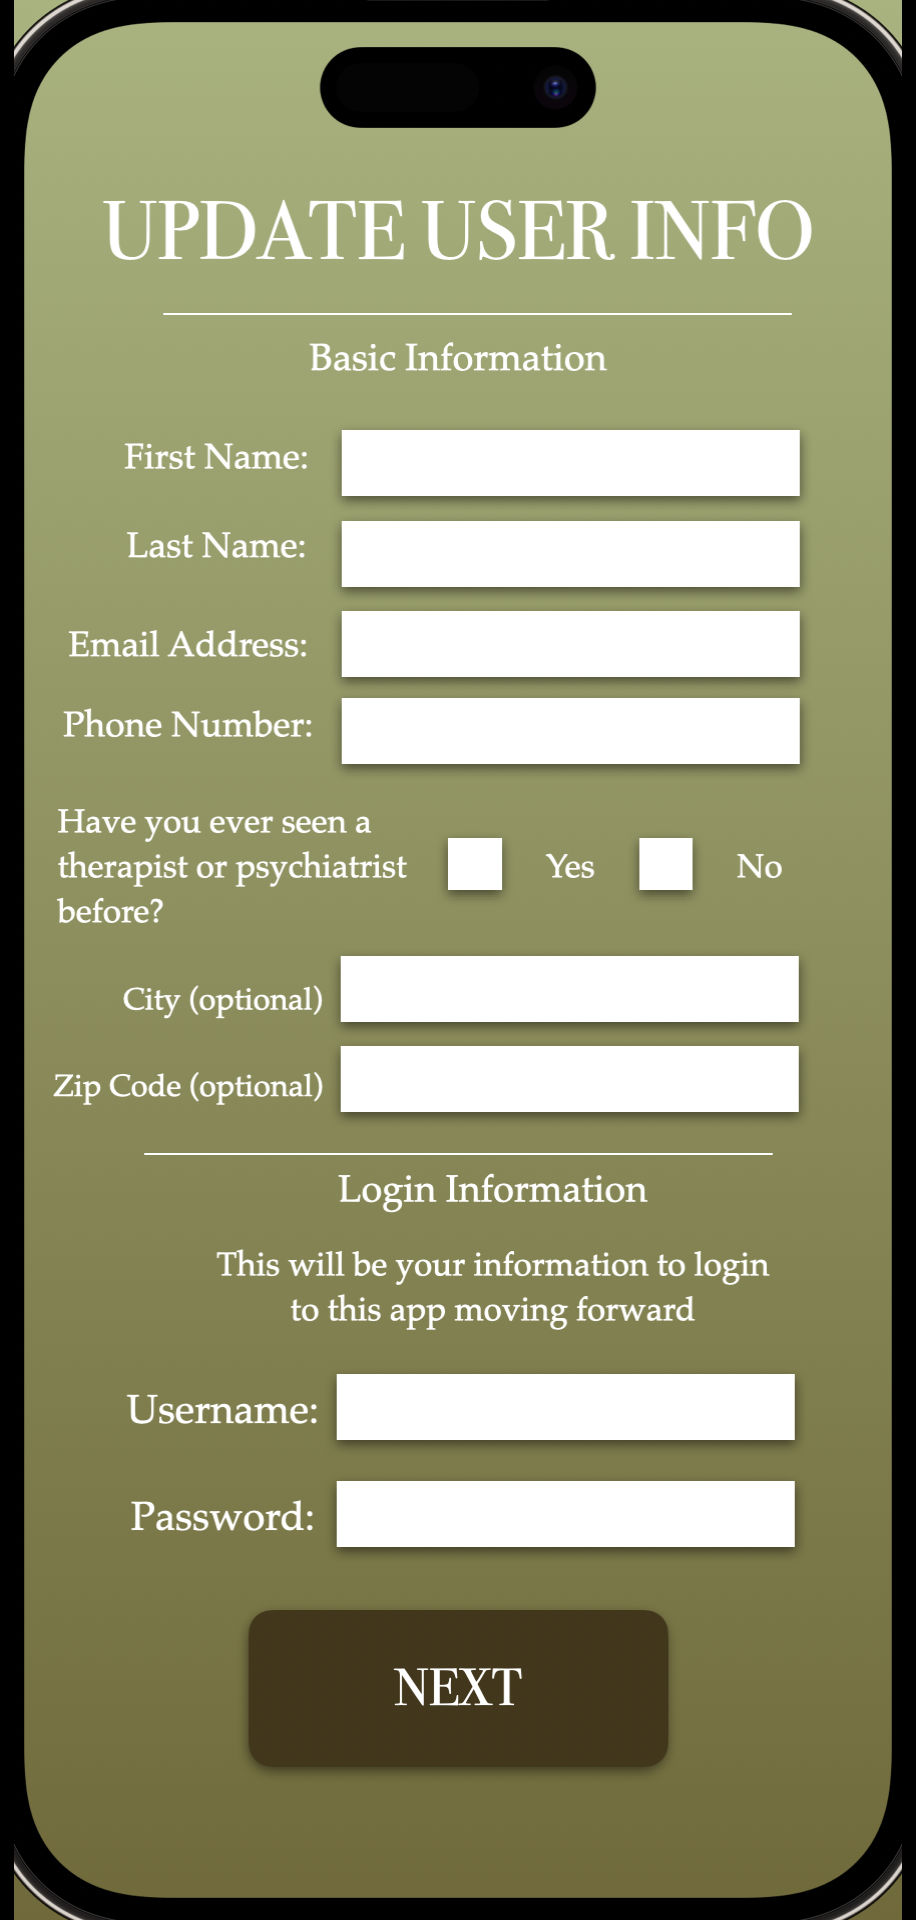 UPDATE USER INFO
Basic Information
First Name:
Last Name:
Email Address:
Phone Number:
Have you ever seen a
therapist or psychiatrist
before?
Yes
No
City (optional)
Zip Code (optional)
Login Information
This will be your information to login
to this app moving forward
Username:
Password:
NEXT